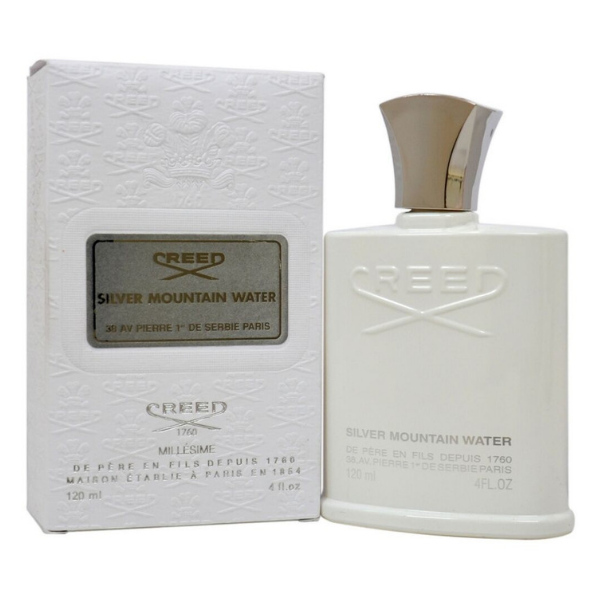 CREED
SILVER MOUNTAIN WATER
38 AV PIERRE 1er DE SERBIE PARIS
CREED
1760
MILLÉSIME
DE PÈRE EN FILS DEPUIS 1760
MAISON ÉTABLIE À PARIS EN 1854
120 ml 4 fl.oz
CREED
SILVER MOUNTAIN WATER
DE PÈRE EN FILS DEPUIS 1760
38, AV. PIERRE 1er DE SERBIE PARIS
120 ml 4FL.OZ